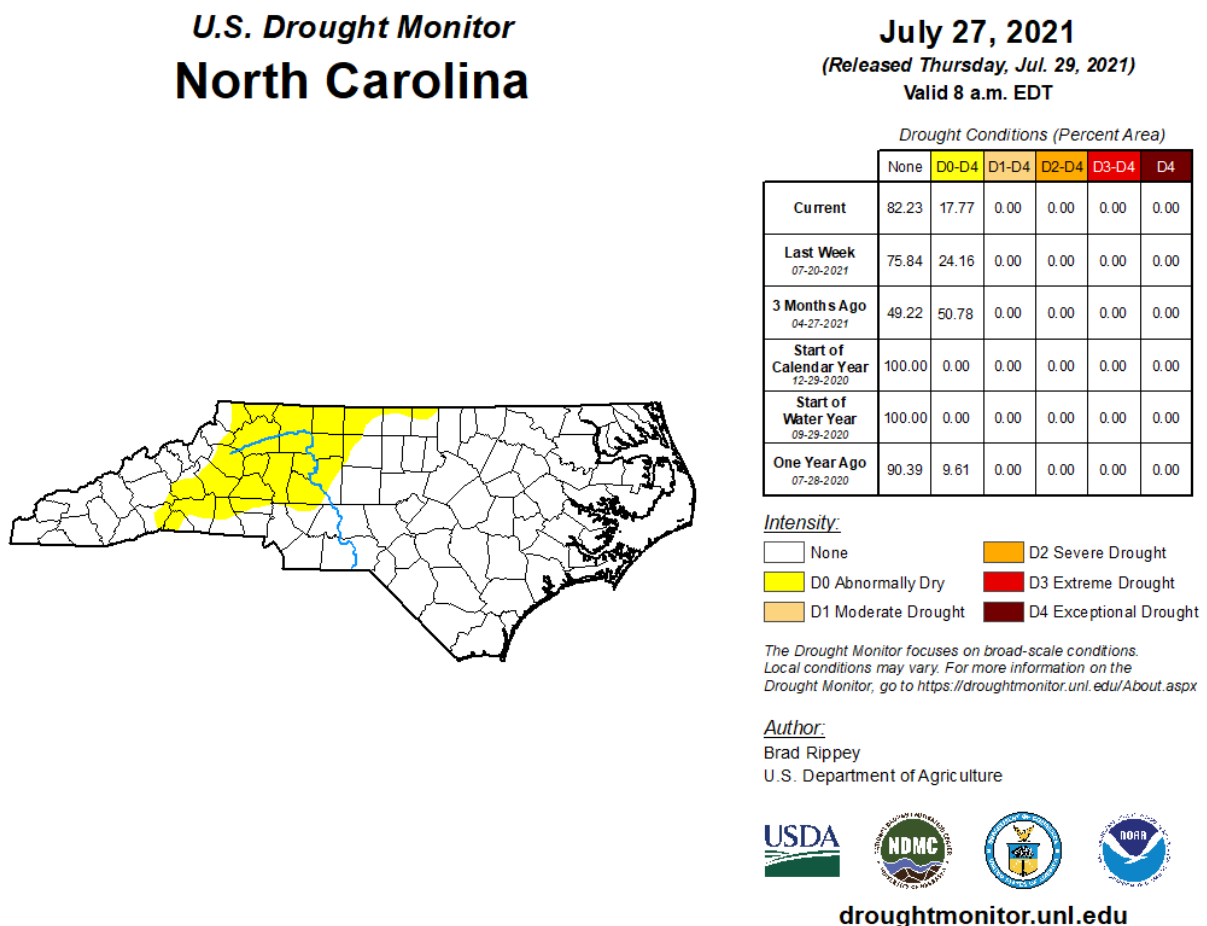 U.S. Drought Monitor
North Carolina
July 27, 2021
(Released Thursday, Jul. 29, 2021)
Valid 8 a.m. EDT
Drought Conditions (Percent Area)
None D0-D4 D1-D4 D2-D4 D3-D4 D4
Current 82.23 17.77 0.00 0.00 0.00 0.00
Last Week
07-20-2021 75.84 24.16 0.00 0.00 0.00 0.00
3 Months Ago
04-27-2021 49.22 50.78 0.00 0.00 0.00 0.00
Start of
Calendar Year
12-29-2020 100.00 0.00 0.00 0.00 0.00 0.00
Start of
Water Year
09-29-2020 100.00 0.00 0.00 0.00 0.00 0.00
One Year Ago
07-28-2020 90.39 9.61 0.00 0.00 0.00 0.00
Intensity:
None
D0 Abnormally Dry
D1 Moderate Drought
D2 Severe Drought
D3 Extreme Drought
D4 Exceptional Drought
The Drought Monitor focuses on broad-scale conditions.
Local conditions may vary. For more information on the
Drought Monitor, go to https://droughtmonitor.unl.edu/About.aspx
Author:
Brad Rippey
U.S. Department of Agriculture
USDA
NDMC
NOAA
droughtmonitor.unl.edu